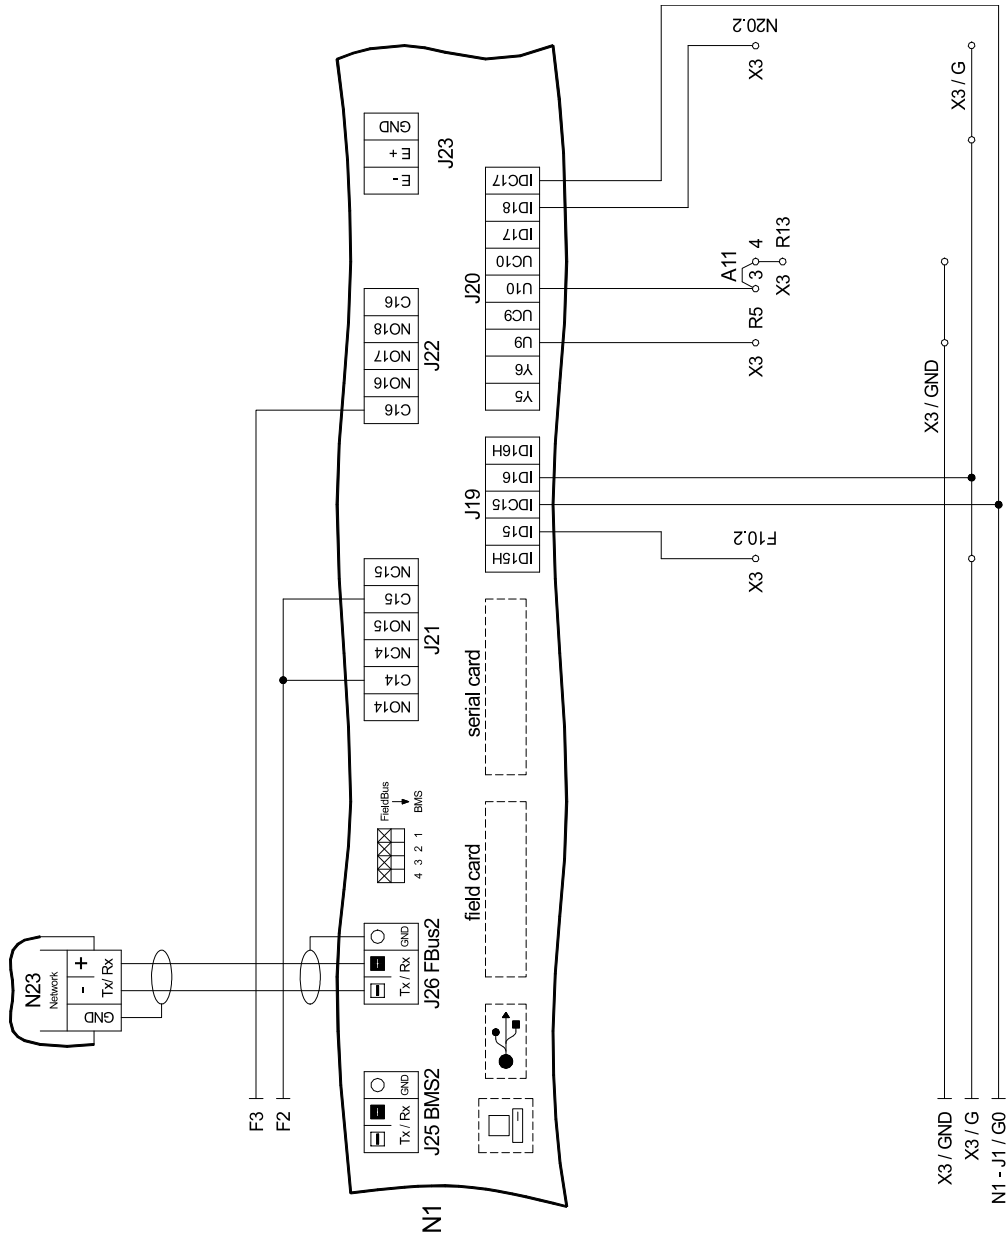 N20.2
X3
X3 / G
GND
E +
E -
J23
IDC17
ID18
ID17
UC10
U10
UC9
U9
Y6
Y5
J20
A11
3 4
X3
R13
R5
X3
C16
NO18
NO17
NO16
C16
J22
X3 / GND
ID16H
ID16
IDC15
ID15
ID15H
J19
F10.2
X3
NC15
C15
NO15
NC14
C14
NO14
J21
serial card
FieldBus
BMS
4 3 2 1
field card
N23
Network
+
-
Tx/ Rx
GND
GND
Tx / Rx
J26 FBus2
GND
Tx / Rx
J25 BMS2
F3
F2
N1
X3 / GND
X3 / G
N1 - J1 / G0